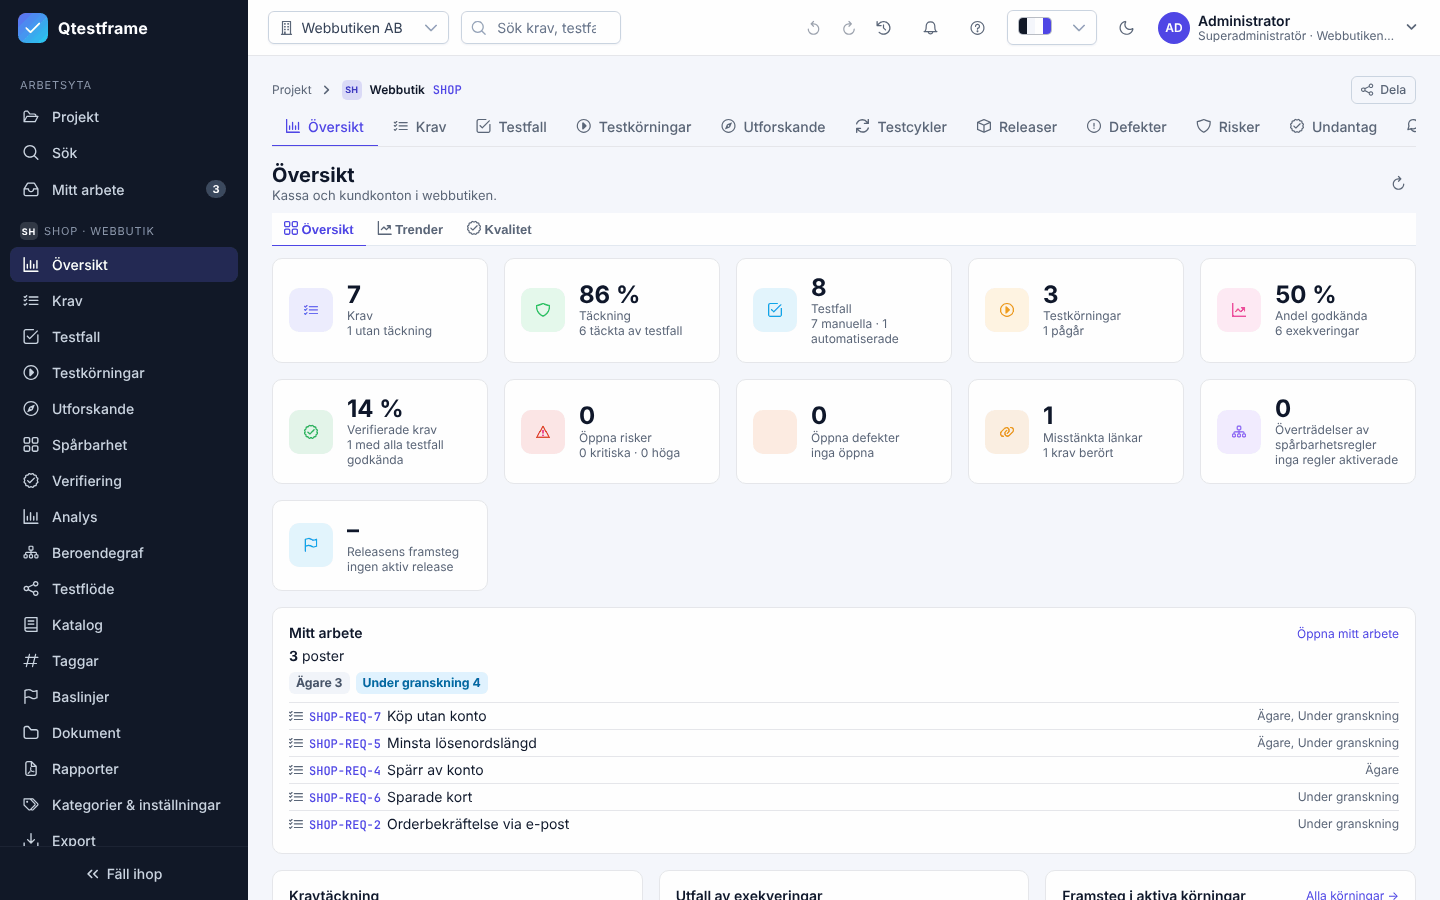 Qtestframe
Webbutiken AB
Sök krav, testfa
AD
Administrator
Superadministratör · Webbutiken...
ARBETSYTA
Projekt
Sök
Mitt arbete
3
SH SHOP · WEBBUTIK
Översikt
Krav
Testfall
Testkörningar
Utforskande
Spårbarhet
Verifiering
Analys
Beroendegraf
Testflöde
Katalog
Taggar
Baslinjer
Dokument
Rapporter
Kategorier & inställningar
Export
Fäll ihop
Projekt
SH Webbutik SHOP
Dela
Översikt
Krav
Testfall
Testkörningar
Utforskande
Testcykler
Releaser
Defekter
Risker
Undantag
Översikt
Kassa och kundkonton i webbutiken.
Översikt
Trender
Kvalitet
7
Krav
1 utan täckning
86 %
Täckning
6 täckta av testfall
8
Testfall
7 manuella · 1
automatiserade
3
Testkörningar
1 pågår
50 %
Andel godkända
6 exekveringar
14 %
Verifierade krav
1 med alla testfall
godkända
0
Öppna risker
0 kritiska · 0 höga
0
Öppna defekter
inga öppna
1
Misstänkta länkar
1 krav berört
0
Överträdelser av
spårbarhetsregler
inga regler aktiverade
–
Releasens framsteg
ingen aktiv release
Mitt arbete
Öppna mitt arbete
3 poster
Ägare 3
Under granskning 4
SHOP-REQ-7 Köp utan konto
Ägare, Under granskning
SHOP-REQ-5 Minsta lösenordslängd
Ägare, Under granskning
SHOP-REQ-4 Spärr av konto
Ägare
SHOP-REQ-6 Sparade kort
Under granskning
SHOP-REQ-2 Orderbekräftelse via e-post
Under granskning
Kravtäckning
Utfall av exekveringar
Framsteg i aktiva körningar
Alla körningar →